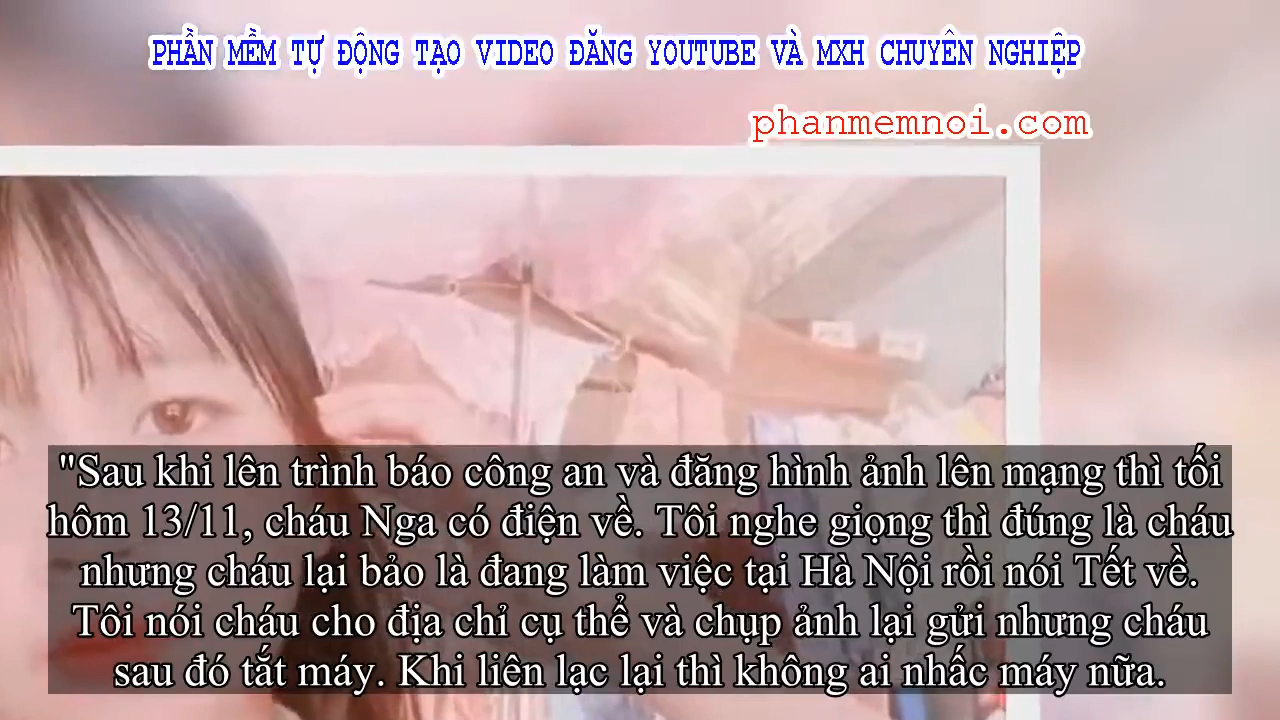 PHẦN MỀM TỰ ĐỘNG TẠO VIDEO ĐĂNG YOUTUBE VÀ MXH CHUYÊN NGHIỆP
phanmemnoi.com
"Sau khi lên trình báo công an và đăng hình ảnh lên mạng thì tối
hôm 13/11, cháu Nga có điện về. Tôi nghe giọng thì đúng là cháu
nhưng cháu lại bảo là đang làm việc tại Hà Nội rồi nói Tết về.
Tôi nói cháu cho địa chỉ cụ thể và chụp ảnh lại gửi nhưng cháu
sau đó tắt máy. Khi liên lạc lại thì không ai nhấc máy nữa.